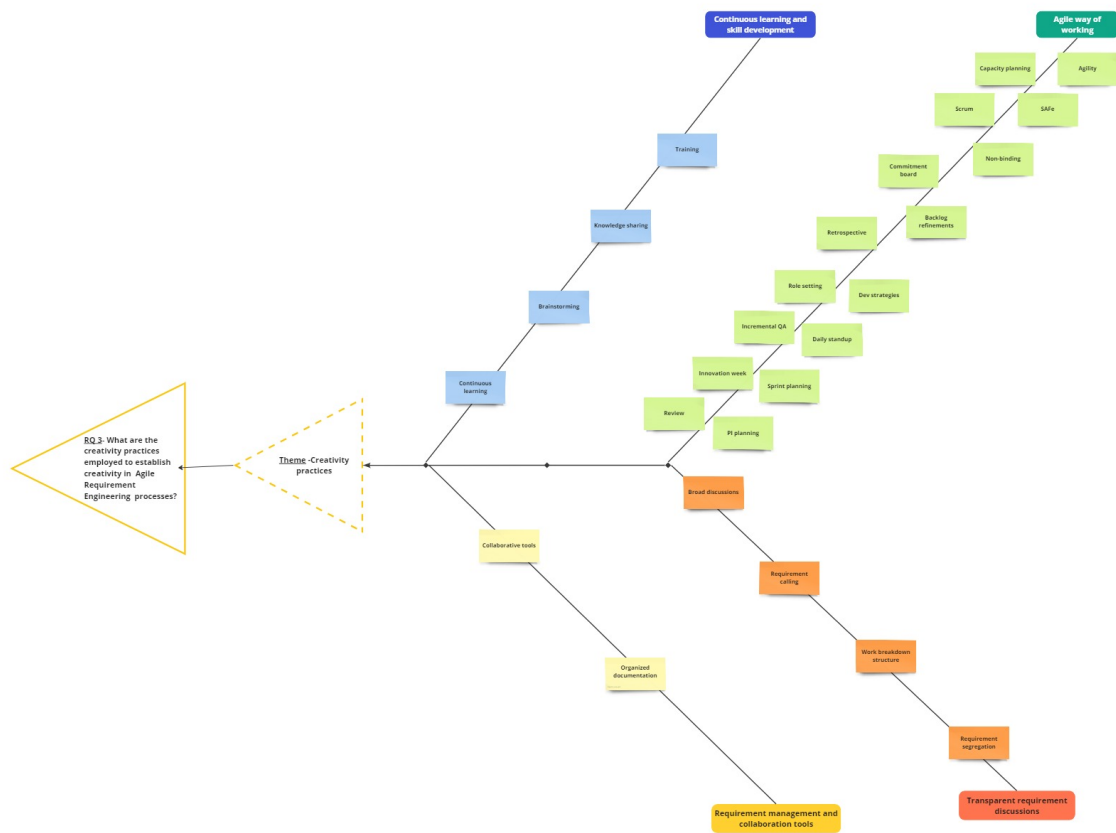 Continuous learning and
skill development
Agile way of
working
Capacity planning
Agility
Scrum
SAFe
Training
Commitment
board
Non-binding
Knowledge sharing
Retrospective
Backlog
refinements
Brainstorming
Role setting
Dev strategies
Incremental QA
Daily standup
Continuous
learning
Innovation week
Sprint planning
Review
PI planning
RQ 3- What are the
creativity practices
employed to establish
creativity in Agile
Requirement
Engineering processes?
Theme -Creativity
practices
Broad discussions
Collaborative tools
Requirement
calling
Work breakdown
structure
Organized
documentation
Requirement
segregation
Requirement management and
collaboration tools
Transparent requirement
discussions